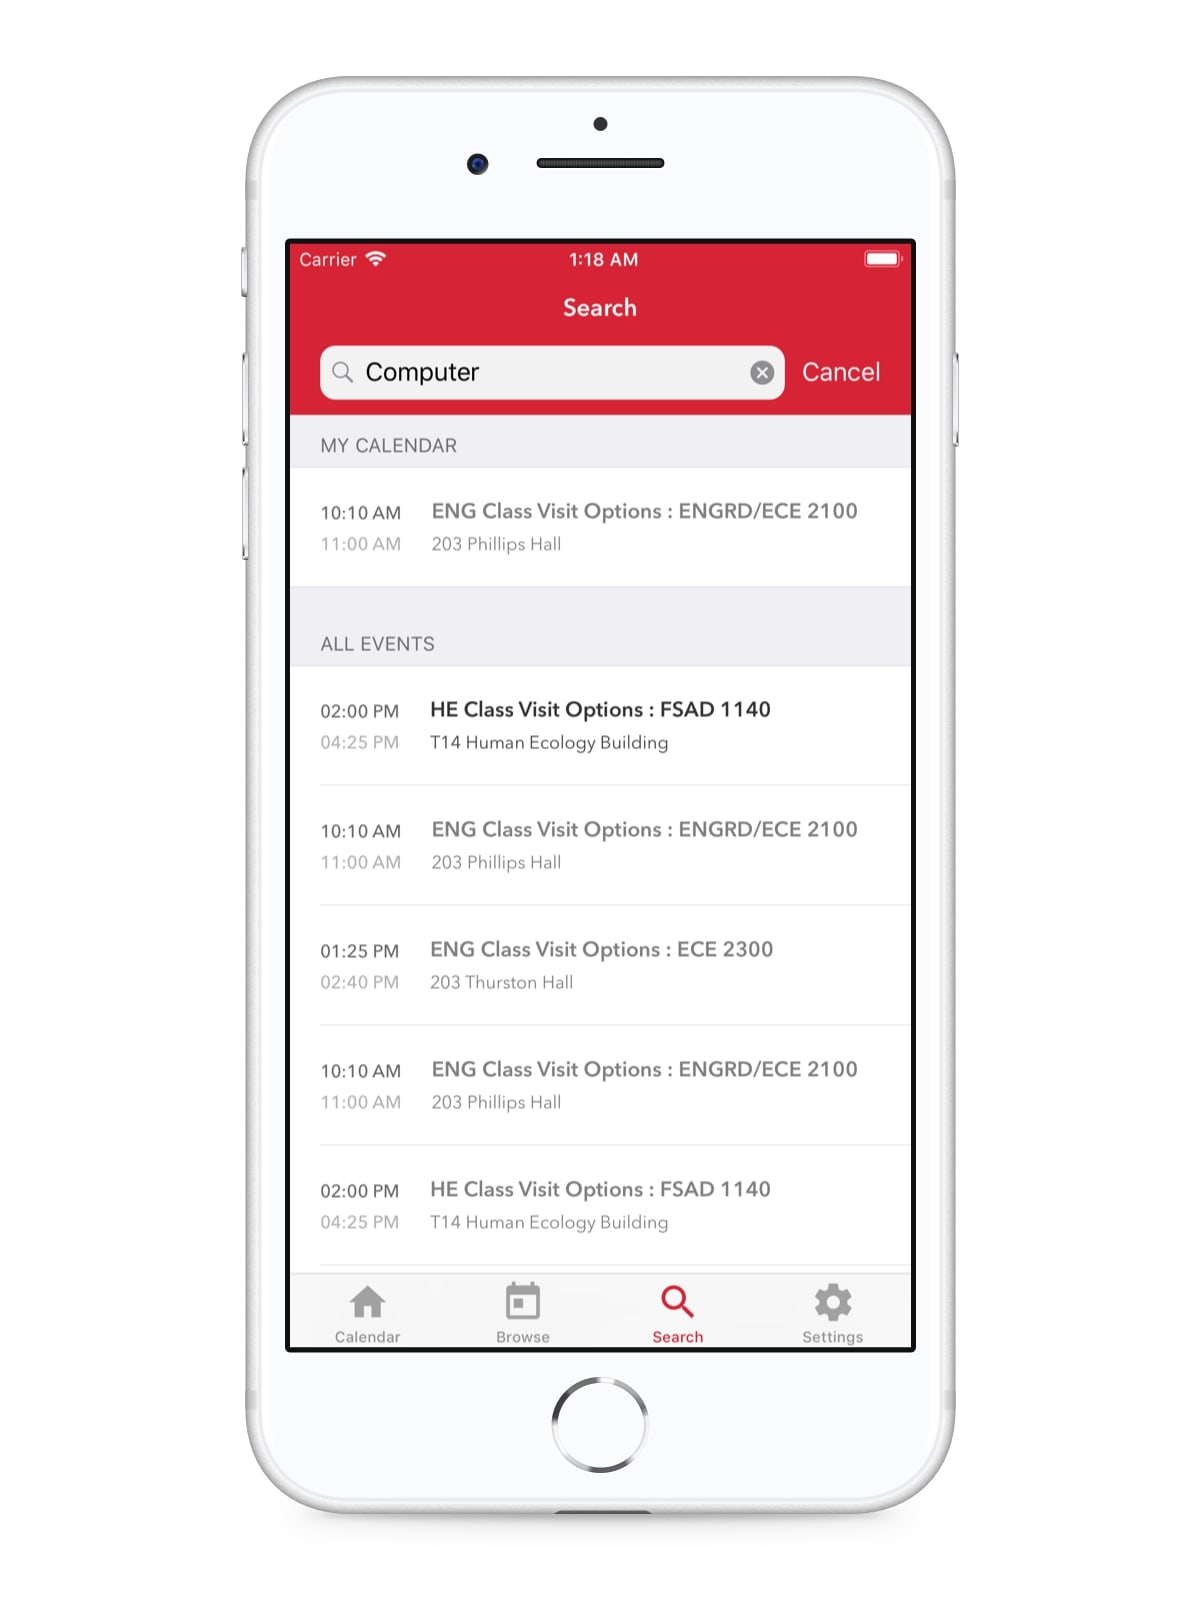 Carrier 1:18 AM
Search
Computer Cancel
MY CALENDAR
10:10 AM ENG Class Visit Options : ENGRD/ECE 2100
11:00 AM 203 Phillips Hall
ALL EVENTS
02:00 PM HE Class Visit Options : FSAD 1140
04:25 PM T14 Human Ecology Building
10:10 AM ENG Class Visit Options : ENGRD/ECE 2100
11:00 AM 203 Phillips Hall
01:25 PM ENG Class Visit Options : ECE 2300
02:40 PM 203 Thurston Hall
10:10 AM ENG Class Visit Options : ENGRD/ECE 2100
11:00 AM 203 Phillips Hall
02:00 PM HE Class Visit Options : FSAD 1140
04:25 PM T14 Human Ecology Building
Calendar Browse Search Settings